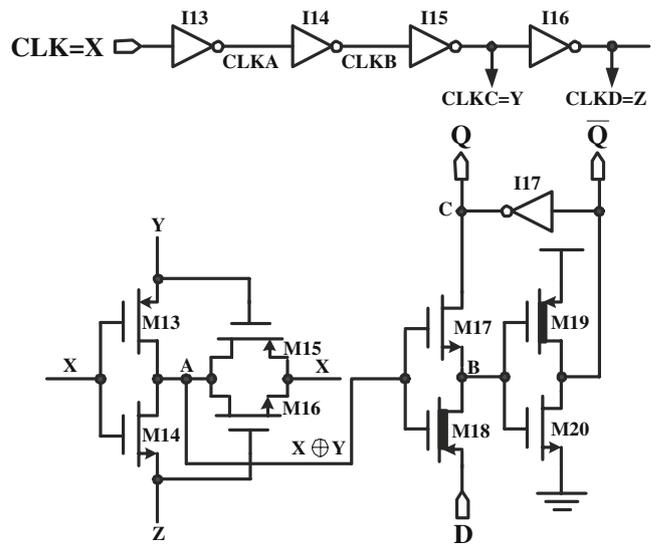 I13
I14
I15
I16
CLK=X
CLKA
CLKB
CLKC=Y
CLKD=Z
Q
Q̅
I17
C
Y
M13
M15
M17
M19
X
A
X
B
M16
M14
M18
M20
X ⊕ Y
Z
D